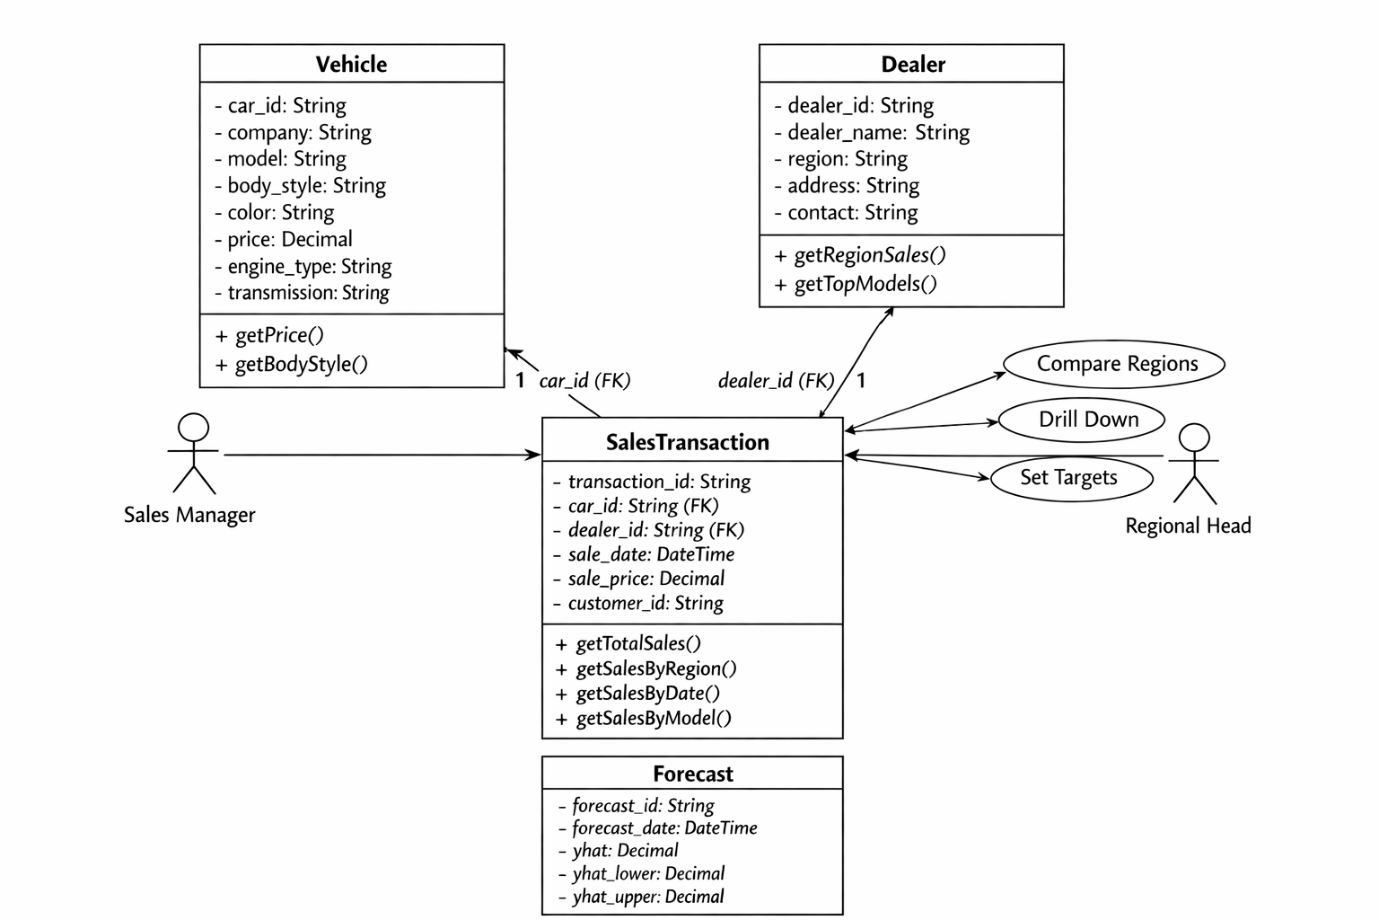 Vehicle
- car_id: String
- company: String
- model: String
- body_style: String
- color: String
- price: Decimal
- engine_type: String
- transmission: String
+ getPrice()
+ getBodyStyle()
Dealer
- dealer_id: String
- dealer_name: String
- region: String
- address: String
- contact: String
+ getRegionSales()
+ getTopModels()
1 car_id (FK)
dealer_id (FK) 1
Compare Regions
Drill Down
Set Targets
Sales Manager
Regional Head
SalesTransaction
- transaction_id: String
- car_id: String (FK)
- dealer_id: String (FK)
- sale_date: DateTime
- sale_price: Decimal
- customer_id: String
+ getTotalSales()
+ getSalesByRegion()
+ getSalesByDate()
+ getSalesByModel()
Forecast
- forecast_id: String
- forecast_date: DateTime
- yhat: Decimal
- yhat_lower: Decimal
- yhat_upper: Decimal